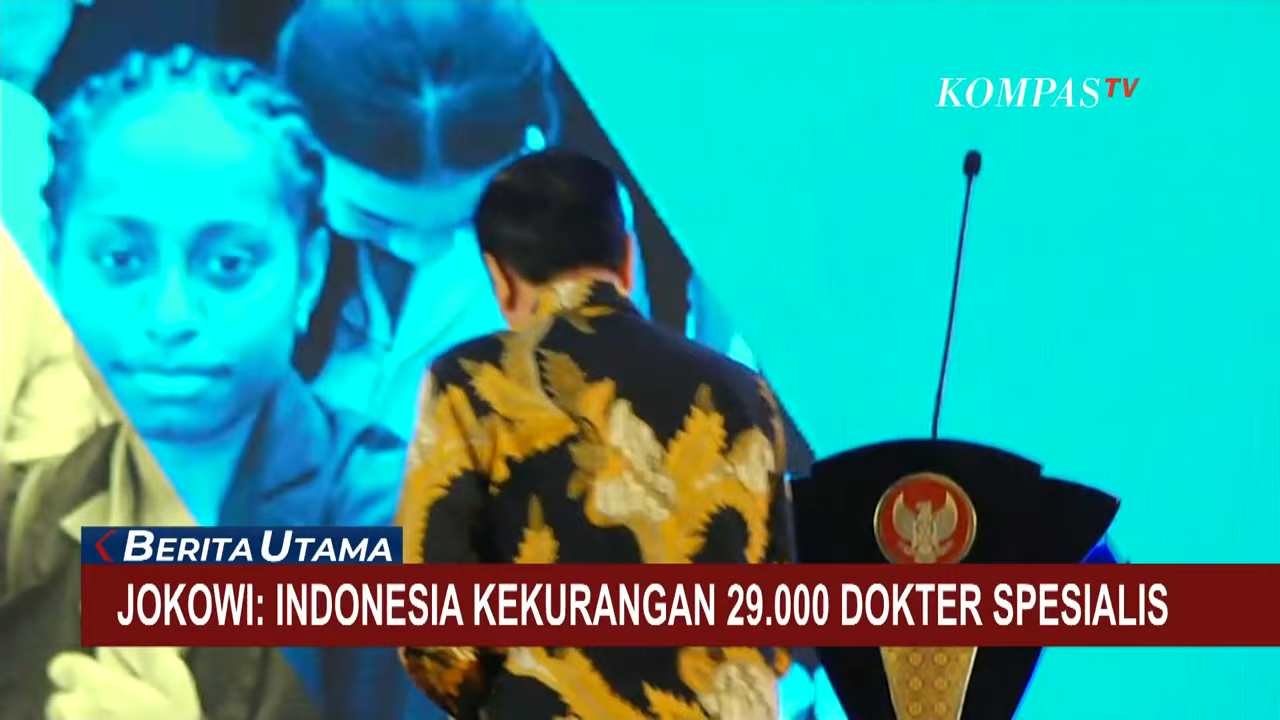 KOMPASTV
BERITA UTAMA
JOKOWI: INDONESIA KEKURANGAN 29.000 DOKTER SPESIALIS